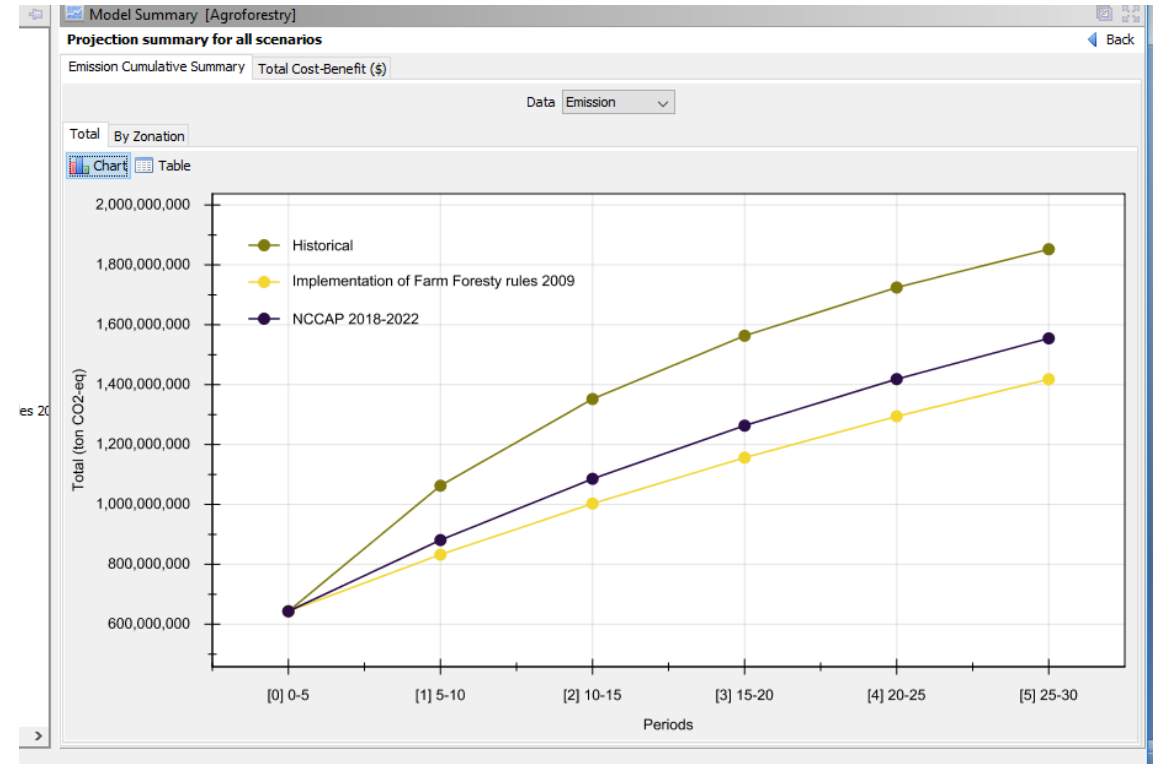 Model Summary [Agroforestry]
Projection summary for all scenarios
Back
Emission Cumulative Summary Total Cost-Benefit ($)
Data Emission
Total By Zonation
Chart Table
2,000,000,000
1,800,000,000
1,600,000,000
1,400,000,000
1,200,000,000
1,000,000,000
800,000,000
600,000,000
Total (ton CO2-eq)
Historical
Implementation of Farm Foresty rules 2009
NCCAP 2018-2022
[0] 0-5 [1] 5-10 [2] 10-15 [3] 15-20 [4] 20-25 [5] 25-30
Periods
es 20